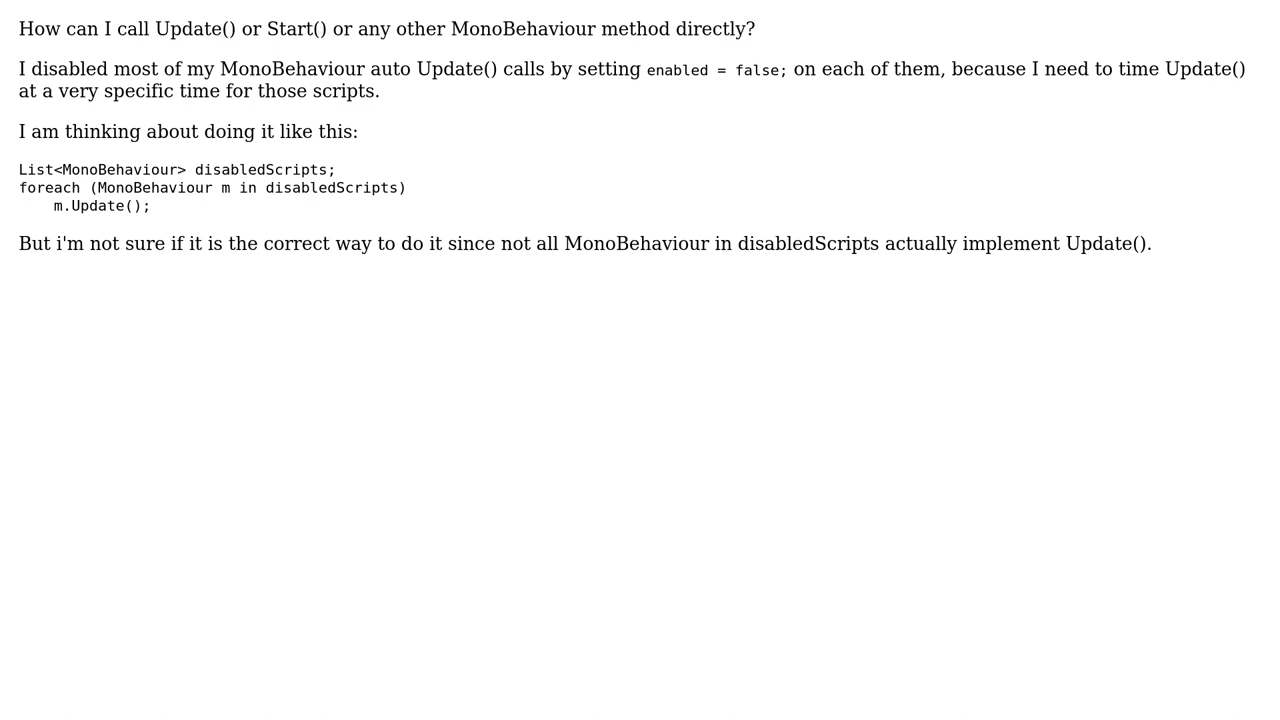 How can I call Update() or Start() or any other MonoBehaviour method directly?
I disabled most of my MonoBehaviour auto Update() calls by setting enabled = false; on each of them, because I need to time Update()
at a very specific time for those scripts.
I am thinking about doing it like this:
List<MonoBehaviour> disabledScripts;
foreach (MonoBehaviour m in disabledScripts)
    m.Update();
But i'm not sure if it is the correct way to do it since not all MonoBehaviour in disabledScripts actually implement Update().